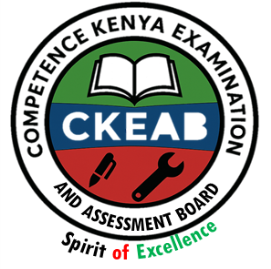 COMPETENCE KENYA EXAMINATION
CKEAB
AND ASSESSMENT BOARD
Spirit of Excellence